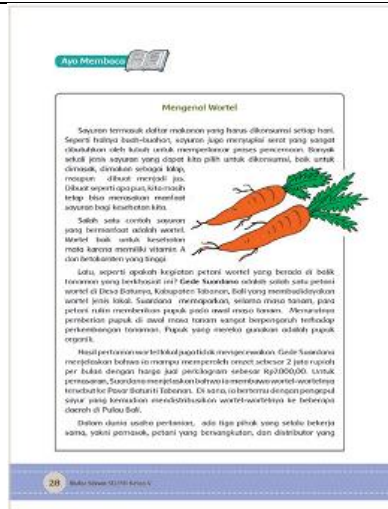 Ayo Membaca
Mengenal Wortel
Sayuran termasuk daftar makanan yang harus dikonsumsi setiap hari.
Seperti halnya buah-buahan, sayuran juga menyuplai serat yang sangat
dibutuhkan oleh tubuh untuk memperlancar proses pencernaan. Banyak
sekali jenis sayuran yang dapat kita pilih untuk dikonsumsi, baik untuk
dimasak, dimakan sebagai lalap,
maupun dibuat menjadi jus.
Dibuat seperti apa pun, kita masih
tetap bisa merasakan manfaat
sayuran bagi kesehatan kita.
Salah satu contoh sayuran
yang bermanfaat adalah wortel.
Wortel baik untuk kesehatan
mata karena memiliki vitamin A
dan betakaroten yang tinggi.
Lalu, seperti apakah kegiatan petani wortel yang berada di balik
tanaman yang berkhasiat ini? Gede Suardana adalah salah satu petani
wortel di Desa Batunya, Kabupaten Tabanan, Bali yang membudidayakan
wortel jenis lokal. Suardana memaparkan, selama masa tanam, para
petani rutin memberikan pupuk pada awal masa tanam. Menurutnya
pemberian pupuk di awal masa tanam sangat berpengaruh terhadap
perkembangan tanaman. Pupuk yang mereka gunakan adalah pupuk
organik.
Hasil pertanian wortel lokal juga tidak mengecewakan. Gede Suardana
menjelaskan bahwa ia mampu memperoleh omzet sebesar 2 juta rupiah
per bulan dengan harga jual perkilogram sebesar Rp7.000,00. Untuk
pemasaran, Suardana menjelaskan bahwa ia membawa wortel-wortelnya
tersebut ke Pasar Baturiti Tabanan. Di sana, ia bertemu dengan pengepul
sayur yang kemudian mendistribusikan wortel-wortelnya ke beberapa
daerah di Pulau Bali.
Dalam dunia usaha pertanian, ada tiga pihak yang selalu bekerja
sama, yakni pemasok, petani yang bersangkutan, dan distributor yang
28 Buku Siswa SD/MI Kelas V